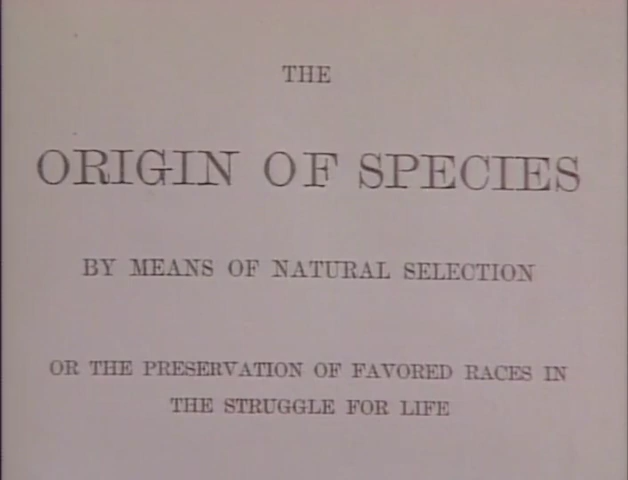 THE
ORIGIN OF SPECIES
BY MEANS OF NATURAL SELECTION
OR THE PRESERVATION OF FAVORED RACES IN
THE STRUGGLE FOR LIFE